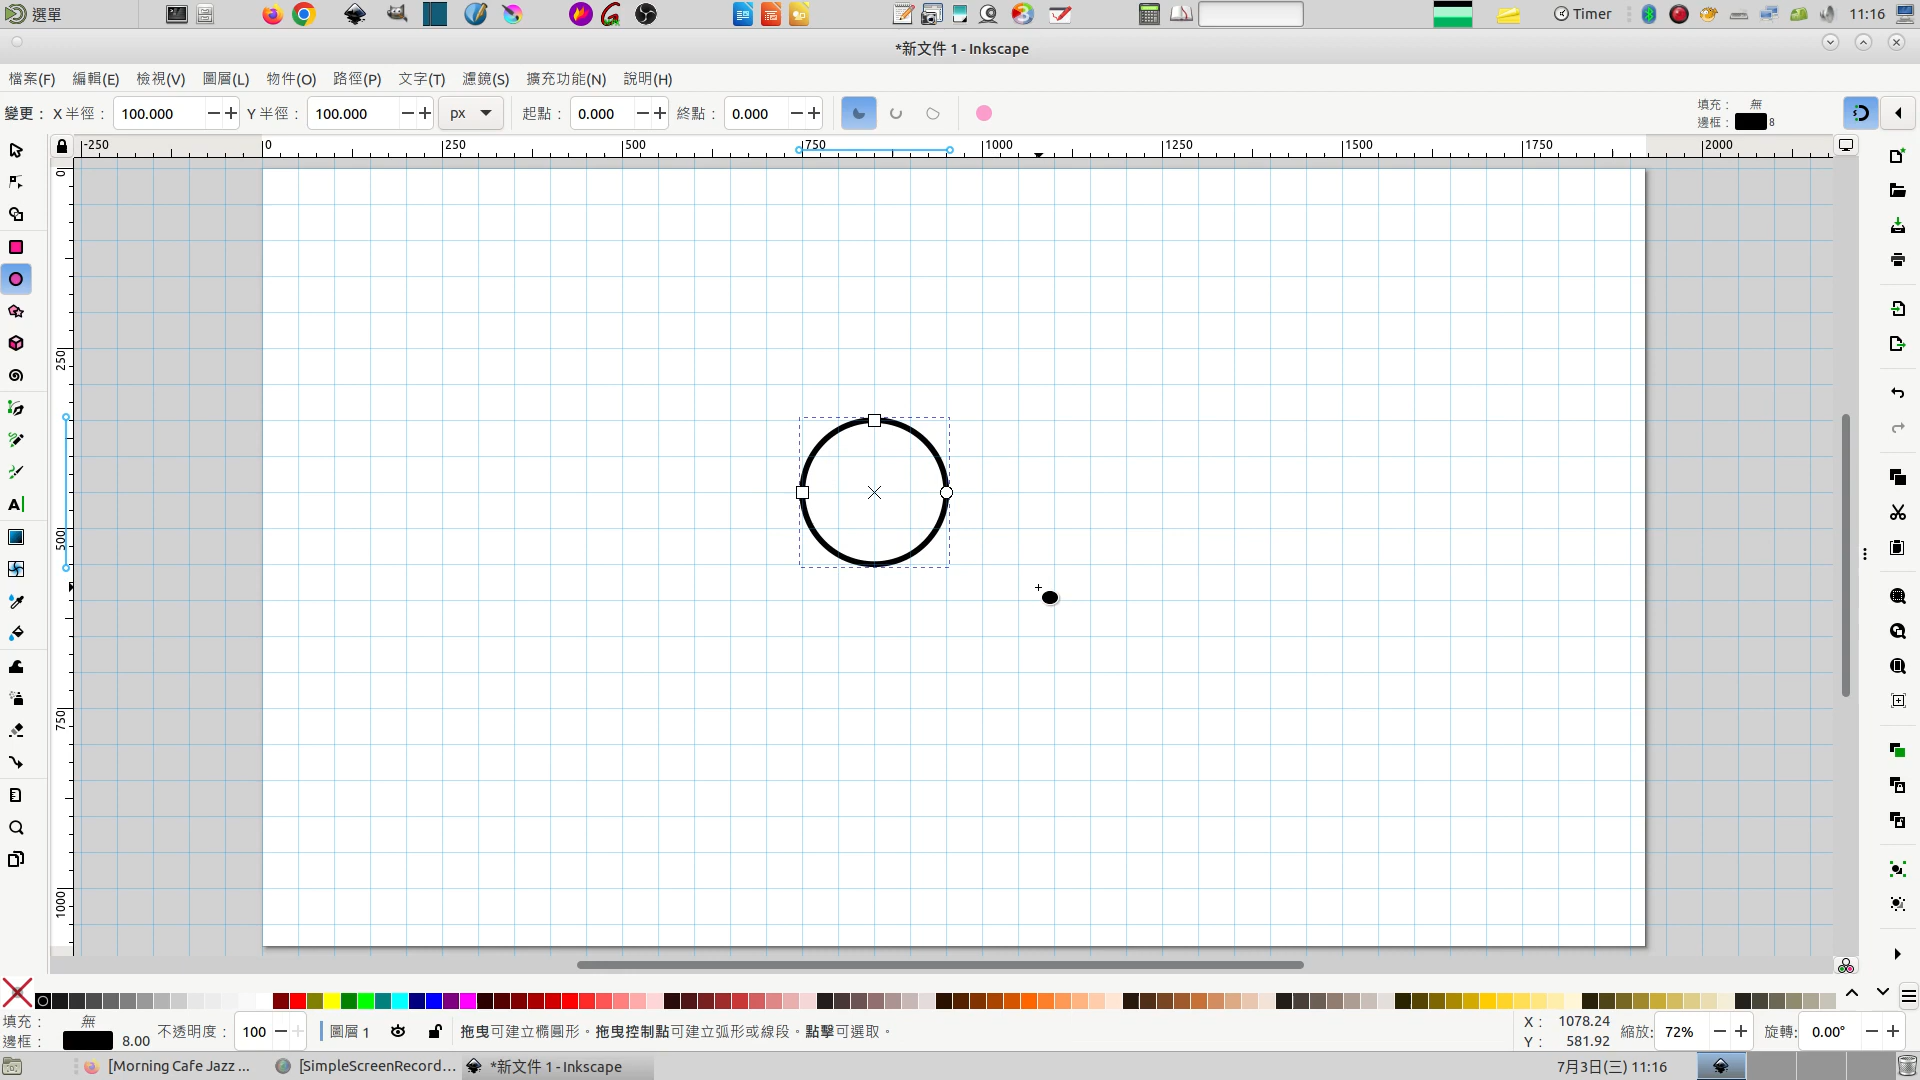 選單
Timer
11:16
*新文件 1 - Inkscape
檔案(F) 編輯(E) 檢視(V) 圖層(L) 物件(O) 路徑(P) 文字(T) 濾鏡(S) 擴充功能(N) 說明(H)
變更： X 半徑： 100.000 Y 半徑： 100.000 px 起點： 0.000 終點： 0.000
填充： 無
邊框： 8
-250 0 250 500 750 1000 1250 1500 1750 2000
0
250
500
750
1000
填充： 無
邊框： 8.00
不透明度： 100
圖層 1
拖曳可建立橢圓形。拖曳控制點可建立弧形或線段。點擊可選取。
X： 1078.24
Y： 581.92
縮放: 72% 旋轉: 0.00°
[Morning Cafe Jazz ... [SimpleScreenRecord... *新文件 1 - Inkscape
7月3日(三) 11:16